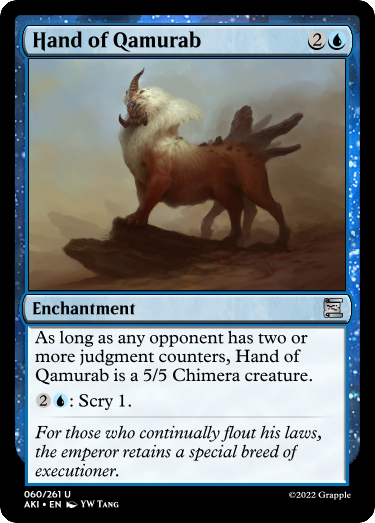 Hand of Qamurab 2
Enchantment
As long as any opponent has two or
more judgment counters, Hand of
Qamurab is a 5/5 Chimera creature.
2 : Scry 1.
For those who continually flout his laws,
the emperor retains a special breed of
executioner.
060/261 U
AKI • EN YW Tang ©2022 Grapple